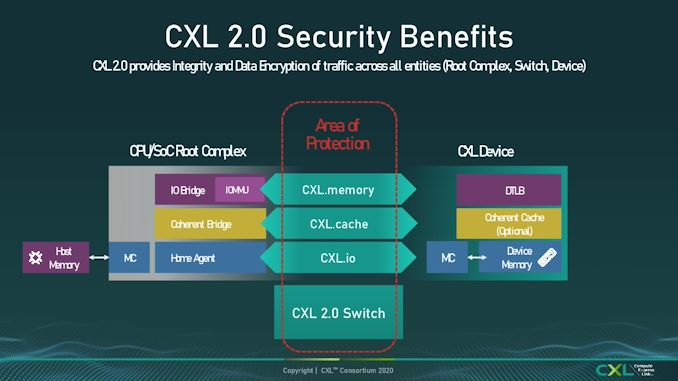 CXL 2.0 Security Benefits
CXL 2.0 provides Integrity and Data Encryption of traffic across all entities (Root Complex, Switch, Device)
Area of
Protection
CPU/SoC Root Complex
CXL Device
IO Bridge
IOMMU
CXL.memory
DTLB
Coherent Bridge
CXL.cache
Coherent Cache
(Optional)
Host
Memory
MC
Home Agent
CXL.io
MC
Device
Memory
CXL 2.0 Switch
Copyright | CXL™ Consortium 2020
CXL
Compute
Express
Link™